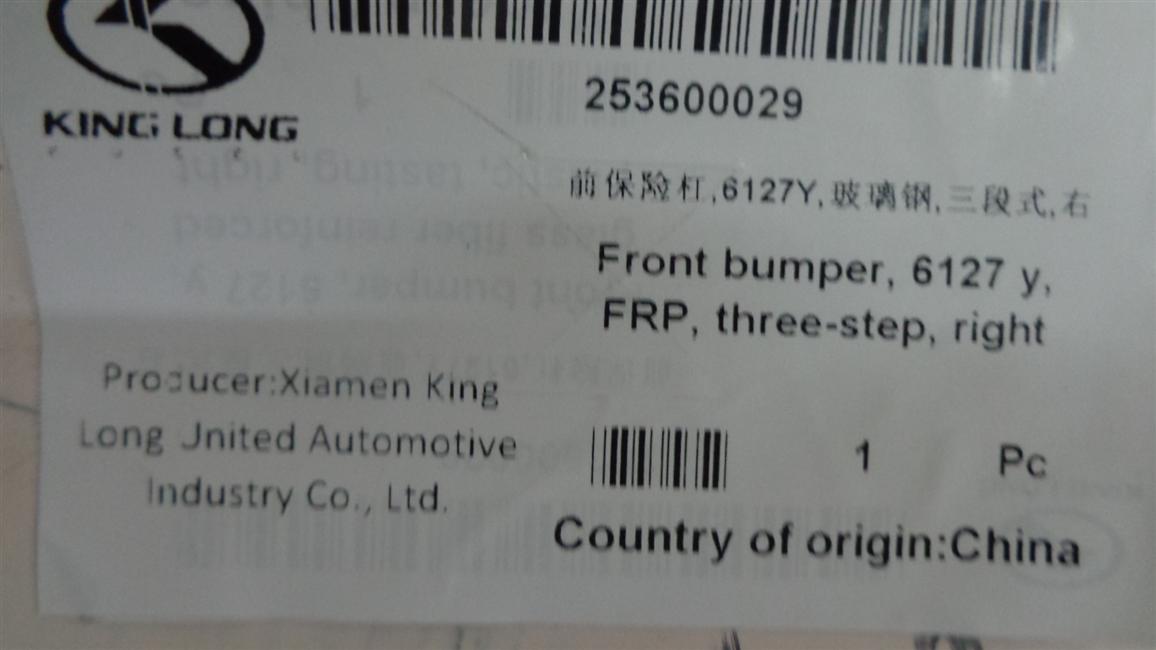 KING LONG
253600029
前保险杠,6127Y,玻璃钢,三段式,右
Front bumper, 6127 y,
FRP, three-step, right
Producer:Xiamen King
Long United Automotive
Industry Co., Ltd.
1 Pc
Country of origin:China